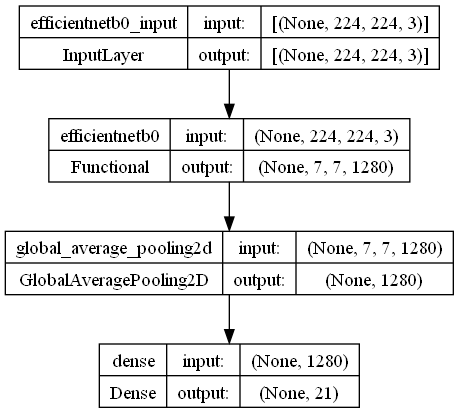 efficientnetb0_input input: [(None, 224, 224, 3)]
InputLayer output: [(None, 224, 224, 3)]
efficientnetb0 input: (None, 224, 224, 3)
Functional output: (None, 7, 7, 1280)
global_average_pooling2d input: (None, 7, 7, 1280)
GlobalAveragePooling2D output: (None, 1280)
dense input: (None, 1280)
Dense output: (None, 21)